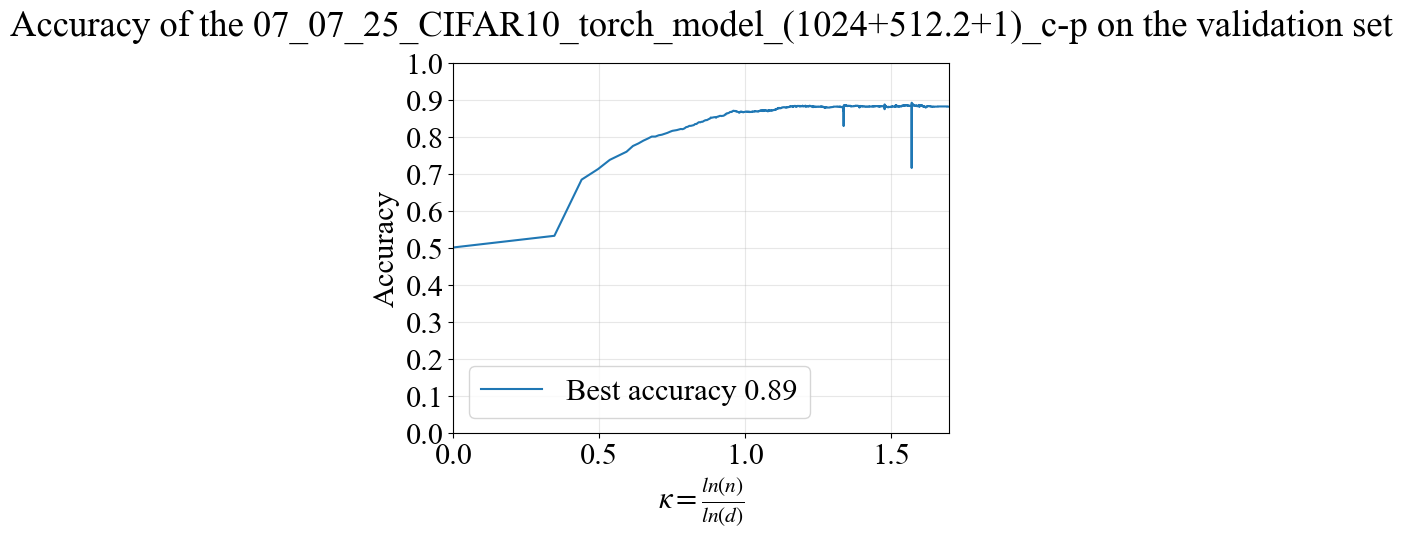 Accuracy of the 07_07_25_CIFAR10_torch_model_(1024+512.2+1)_c-p on the validation set
1.0
0.9
0.8
0.7
0.6
0.5
0.4
0.3
0.2
0.1
0.0
Accuracy
Best accuracy 0.89
0.0 0.5 1.0 1.5
κ = ln(n) / ln(d)